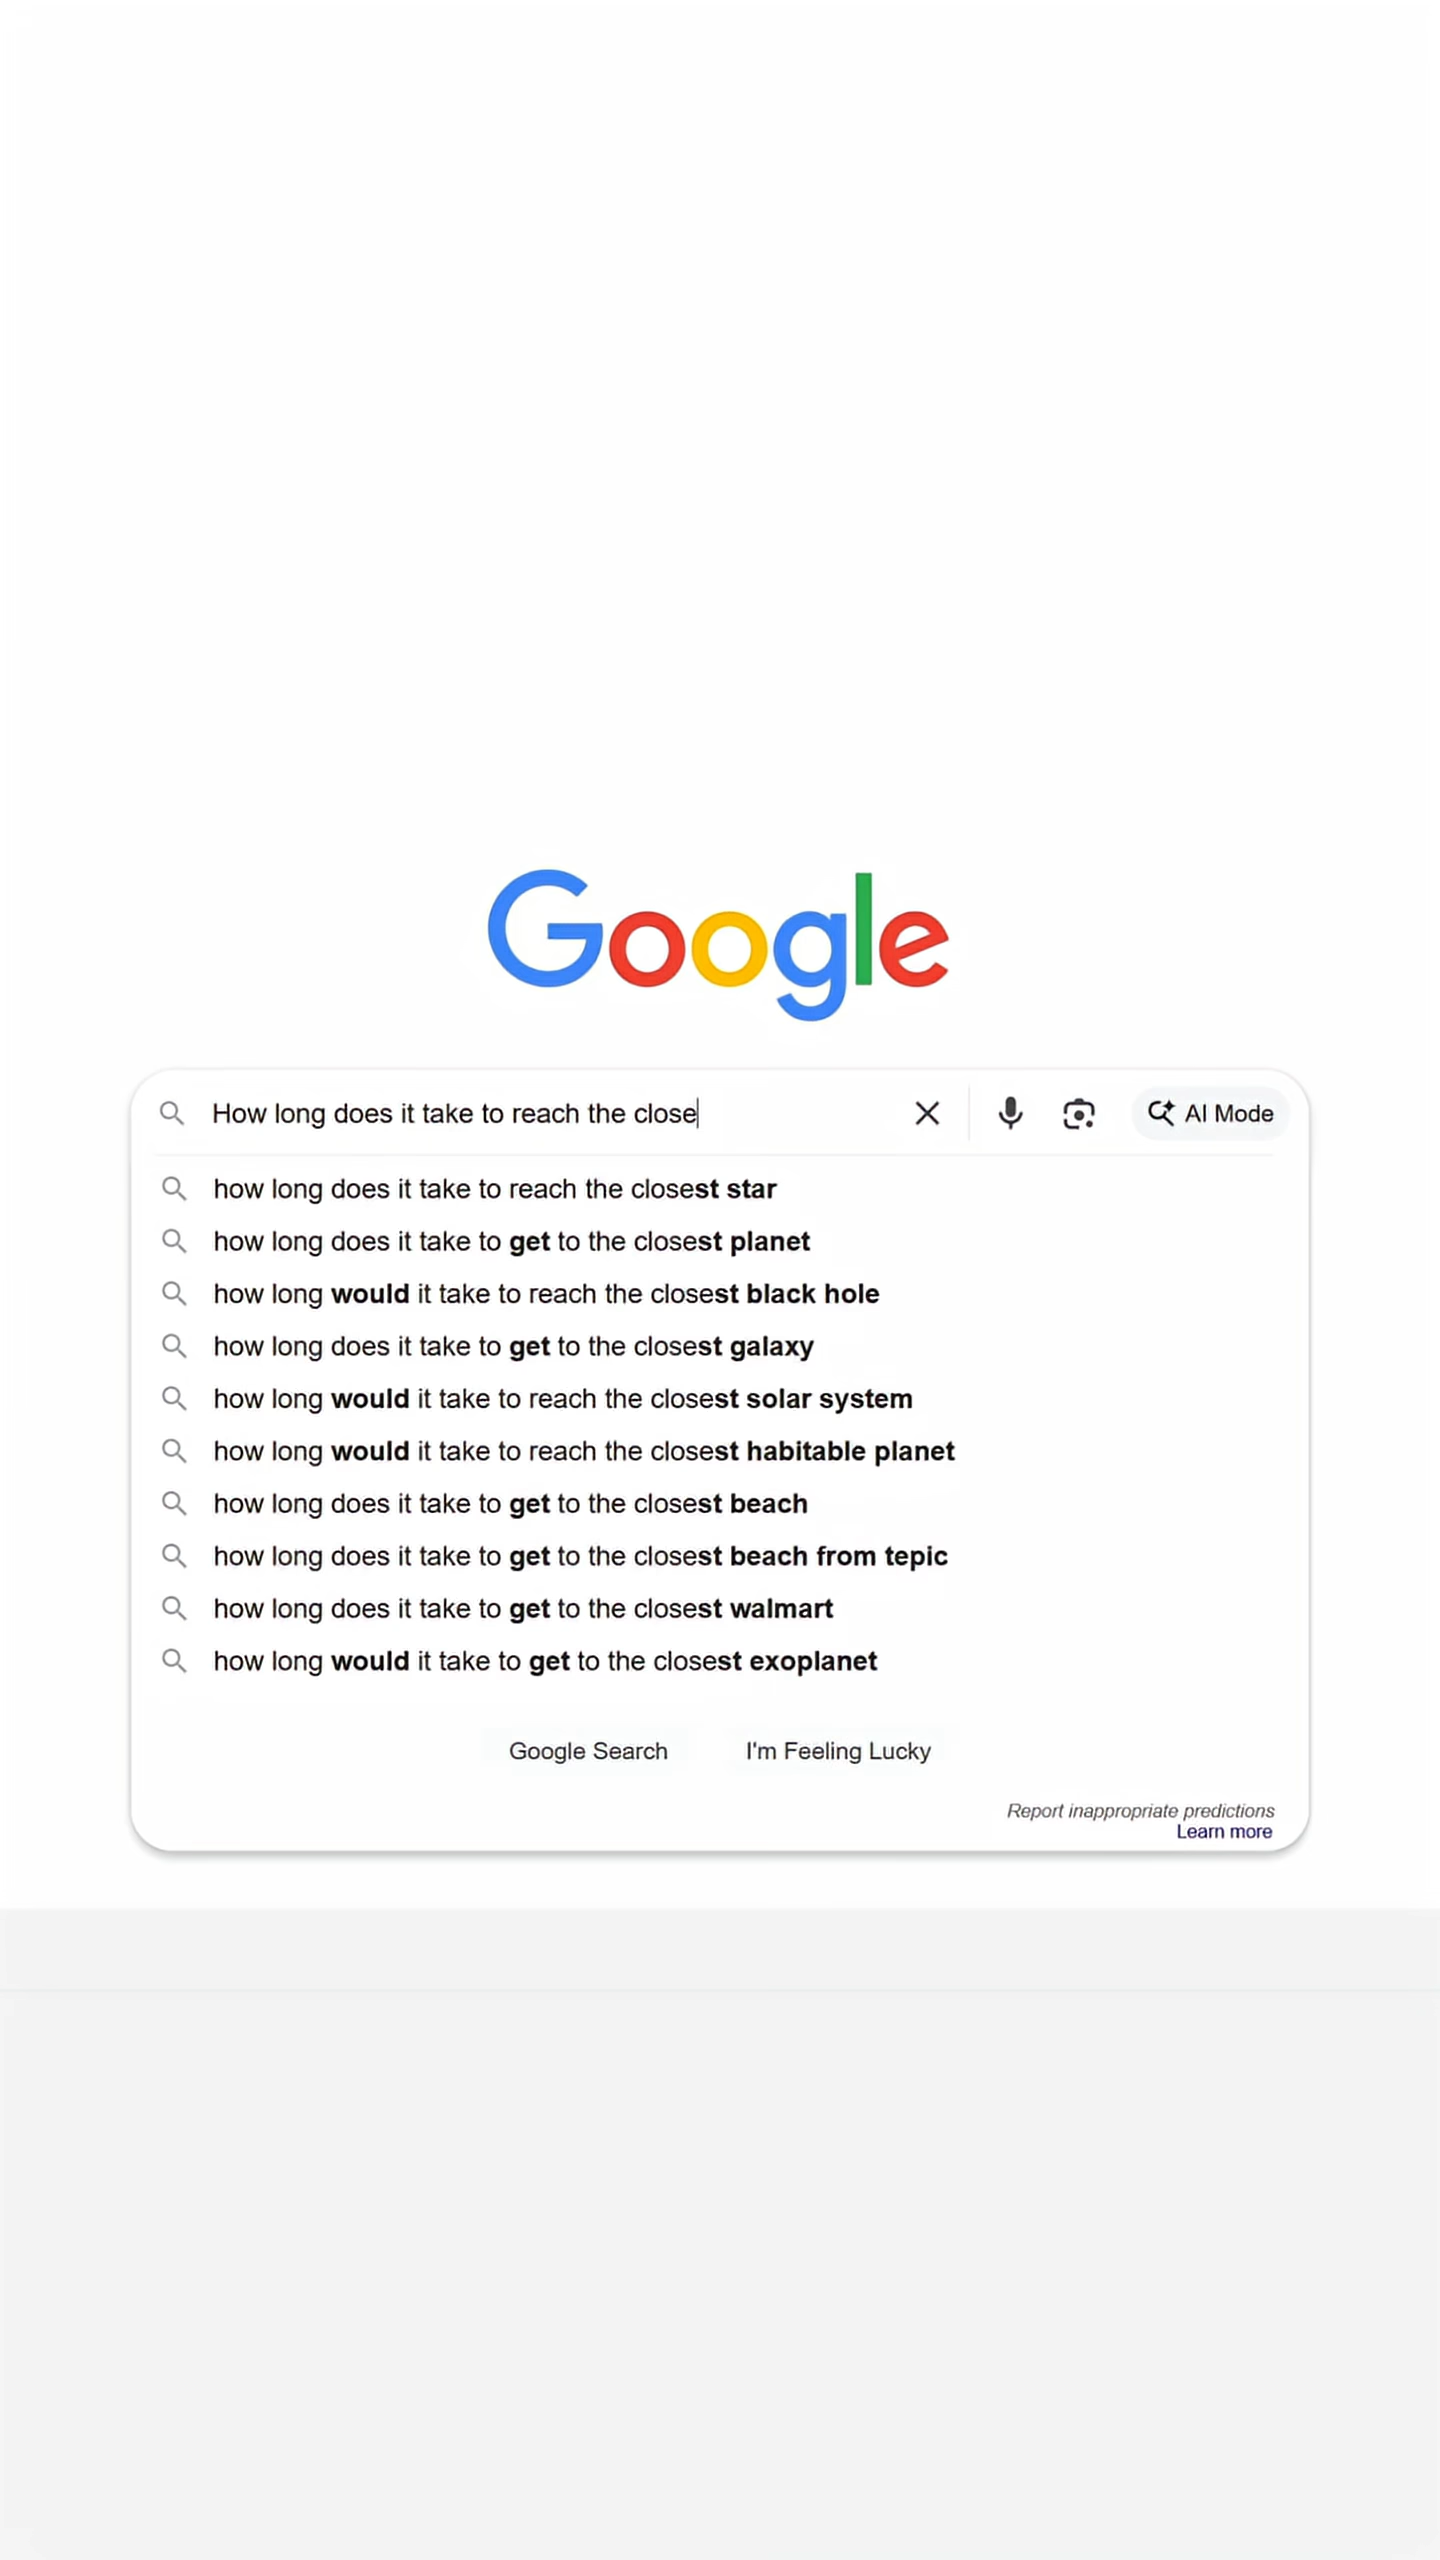 Google
How long does it take to reach the close
AI Mode
how long does it take to reach the closest star
how long does it take to get to the closest planet
how long would it take to reach the closest black hole
how long does it take to get to the closest galaxy
how long would it take to reach the closest solar system
how long would it take to reach the closest habitable planet
how long does it take to get to the closest beach
how long does it take to get to the closest beach from tepic
how long does it take to get to the closest walmart
how long would it take to get to the closest exoplanet
Google Search
I'm Feeling Lucky
Report inappropriate predictions
Learn more